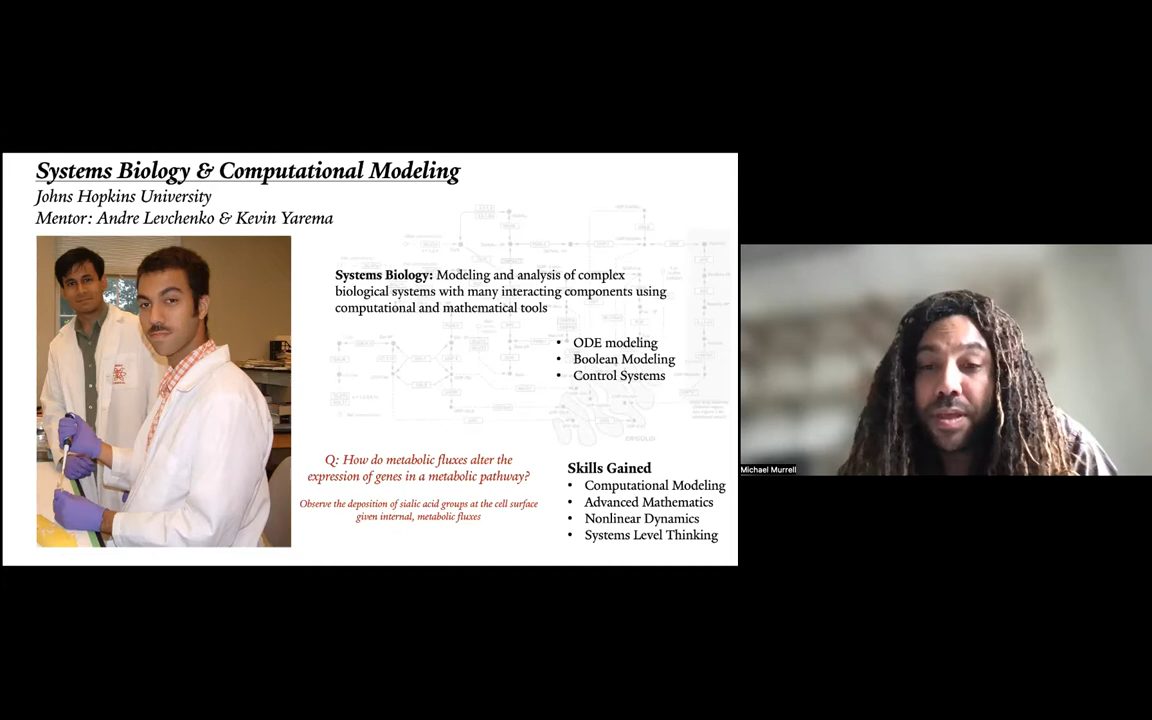 Systems Biology & Computational Modeling
Johns Hopkins University
Mentor: Andre Levchenko & Kevin Yarema
Systems Biology: Modeling and analysis of complex
biological systems with many interacting components using
computational and mathematical tools
• ODE modeling
• Boolean Modeling
• Control Systems
Q: How do metabolic fluxes alter the
expression of genes in a metabolic pathway?
Observe the deposition of sialic acid groups at the cell surface
given internal, metabolic fluxes
Skills Gained
• Computational Modeling
• Advanced Mathematics
• Nonlinear Dynamics
• Systems Level Thinking
Michael Murrell